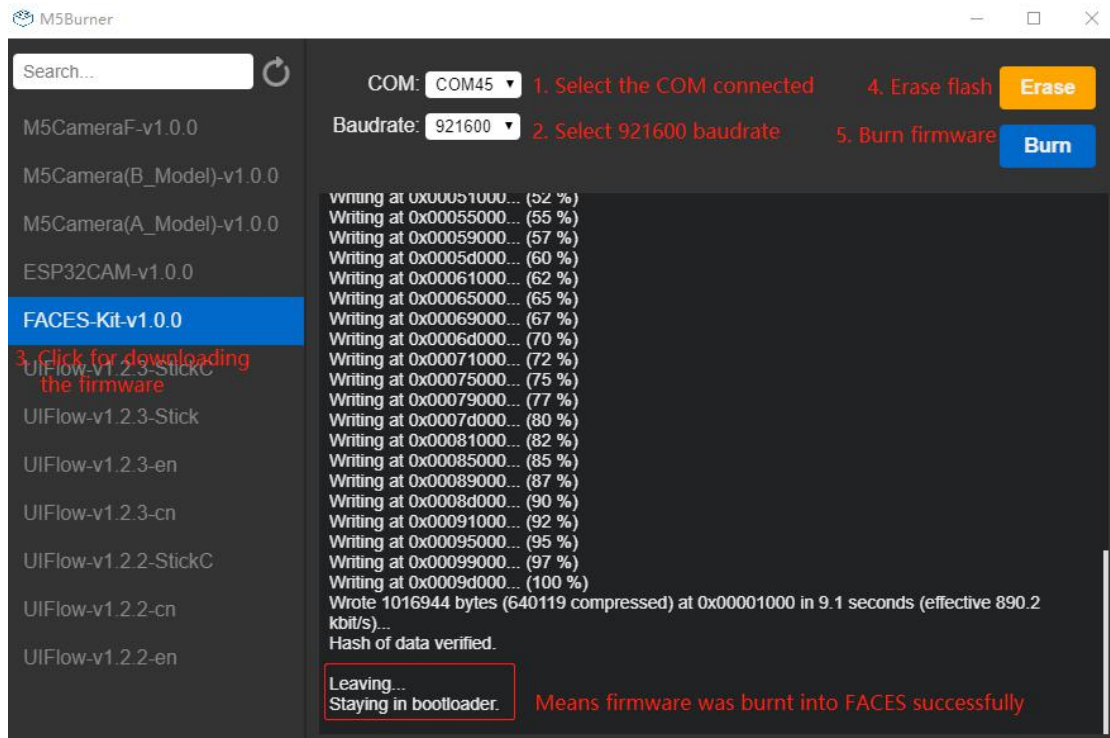 M5Burner
Search...
COM: COM45 1. Select the COM connected 4. Erase flash Erase
Baudrate: 921600 2. Select 921600 baudrate 5. Burn firmware Burn
M5CameraF-v1.0.0
M5Camera(B_Model)-v1.0.0
M5Camera(A_Model)-v1.0.0
ESP32CAM-v1.0.0
FACES-Kit-v1.0.0
3. Click for downloading
the firmware
UIFlow-v1.2.3-StickC
UIFlow-v1.2.3-Stick
UIFlow-v1.2.3-en
UIFlow-v1.2.3-cn
UIFlow-v1.2.2-StickC
UIFlow-v1.2.2-cn
UIFlow-v1.2.2-en
Writing at 0x00051000... (52 %)
Writing at 0x00055000... (55 %)
Writing at 0x00059000... (57 %)
Writing at 0x0005d000... (60 %)
Writing at 0x00061000... (62 %)
Writing at 0x00065000... (65 %)
Writing at 0x00069000... (67 %)
Writing at 0x0006d000... (70 %)
Writing at 0x00071000... (72 %)
Writing at 0x00075000... (75 %)
Writing at 0x00079000... (77 %)
Writing at 0x0007d000... (80 %)
Writing at 0x00081000... (82 %)
Writing at 0x00085000... (85 %)
Writing at 0x00089000... (87 %)
Writing at 0x0008d000... (90 %)
Writing at 0x00091000... (92 %)
Writing at 0x00095000... (95 %)
Writing at 0x00099000... (97 %)
Writing at 0x0009d000... (100 %)
Wrote 1016944 bytes (640119 compressed) at 0x00001000 in 9.1 seconds (effective 890.2
kbit/s)...
Hash of data verified.
Leaving...
Staying in bootloader. Means firmware was burnt into FACES successfully